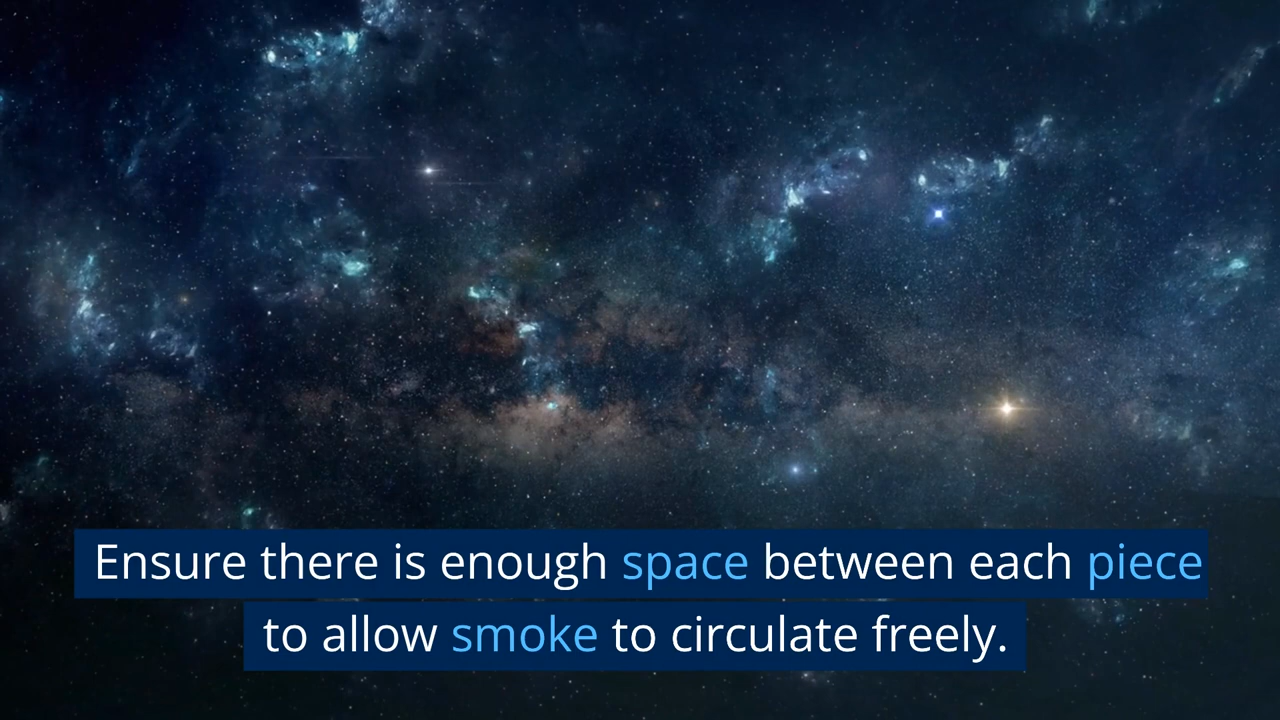 Ensure there is enough space between each piece
to allow smoke to circulate freely.